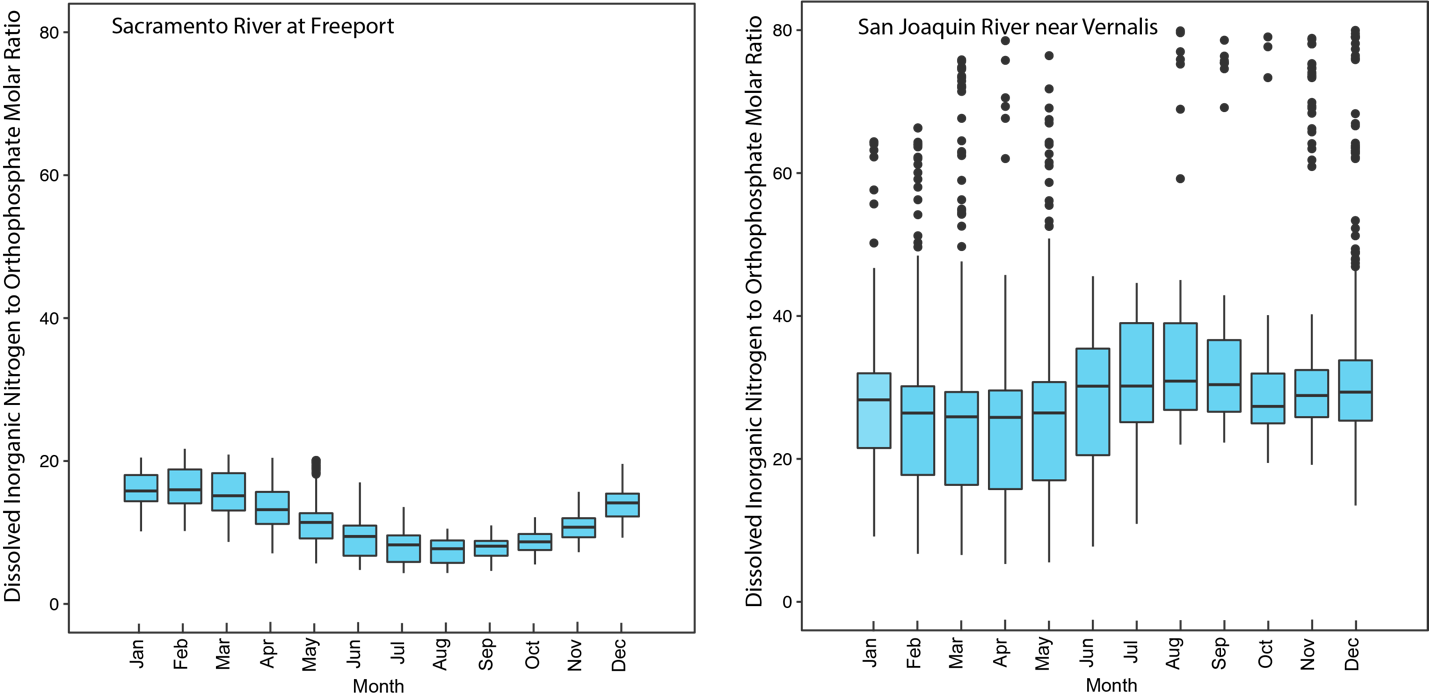 Sacramento River at Freeport
Dissolved Inorganic Nitrogen to Orthophosphate Molar Ratio
80
60
40
20
0
Jan
Feb
Mar
Apr
May
Jun
Jul
Aug
Sep
Oct
Nov
Dec
Month
San Joaquin River near Vernalis
Dissolved Inorganic Nitrogen to Orthophosphate Molar Ratio
80
60
40
20
0
Jan
Feb
Mar
Apr
May
Jun
Jul
Aug
Sep
Oct
Nov
Dec
Month